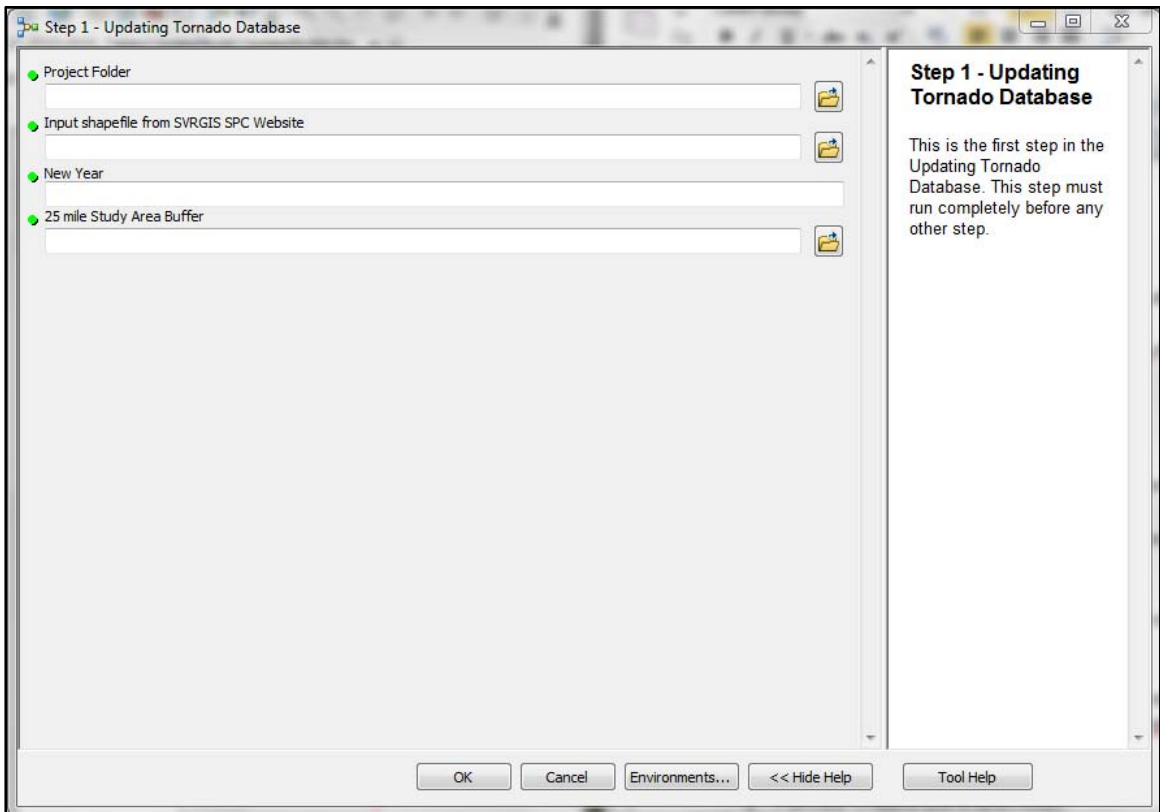 Step 1 - Updating Tornado Database
Project Folder
Input shapefile from SVRGIS SPC Website
New Year
25 mile Study Area Buffer
Step 1 - Updating
Tornado Database
This is the first step in the
Updating Tornado
Database. This step must
run completely before any
other step.
OK
Cancel
Environments...
<< Hide Help
Tool Help